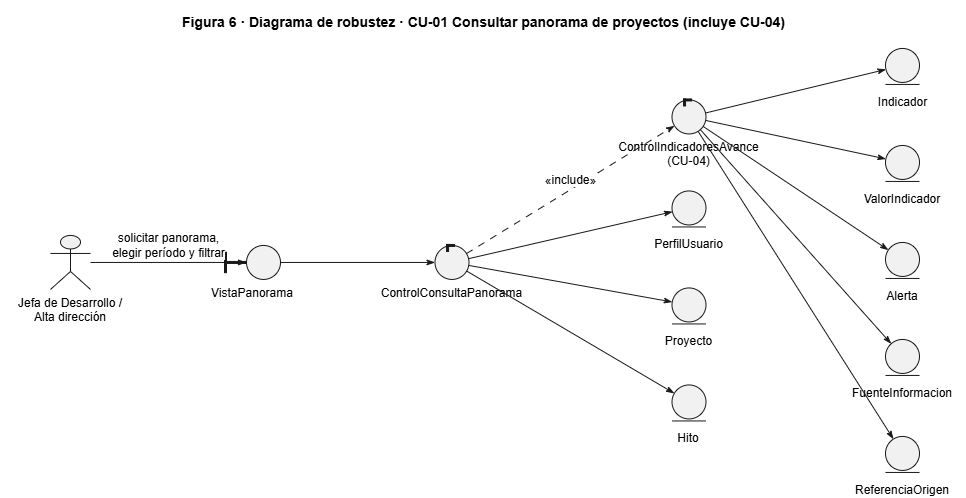 Figura 6 · Diagrama de robustez · CU-01 Consultar panorama de proyectos (incluye CU-04)
Indicador
ControlIndicadoresAvance
(CU-04)
«include»
ValorIndicador
solicitar panorama,
elegir período y filtrar
PerfilUsuario
VistaPanorama
ControlConsultaPanorama
Jefa de Desarrollo /
Alta dirección
Alerta
Proyecto
FuenteInformacion
Hito
ReferenciaOrigen